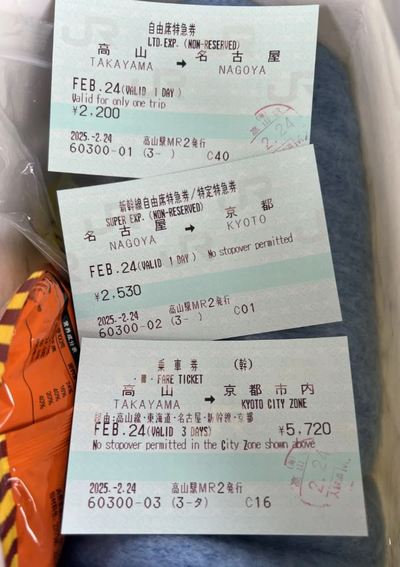 自由席特急券
LTD.EXP. (NON-RESERVED)
高山 → 名古屋
TAKAYAMA NAGOYA
FEB.24(VALID 1 DAY)
Valid for only one trip
¥2,200
2025.-2.24 高山駅MR2発行
60300-01 (3- ) C40
2.24
新幹線自由席特急券/特定特急券
SUPER EXP.(NON-RESERVED)
名古屋 → 京都
NAGOYA KYOTO
FEB.24(VALID 1 DAY) No stopover permitted
¥2,530
2025.-2.24 高山駅MR2発行
60300-02 (3- ) C01
乗車券 (幹)
FARE TICKET
高山 → 京都市内
TAKAYAMA KYOTO CITY ZONE
経由:高山線・東海道・名古屋・新幹線・京都
FEB.24(VALID 3 DAYS) ¥5,720
No stopover permitted in the City Zone shown above
2.24
2025.-2.24 高山駅MR2発行
60300-03 (3-タ) C16